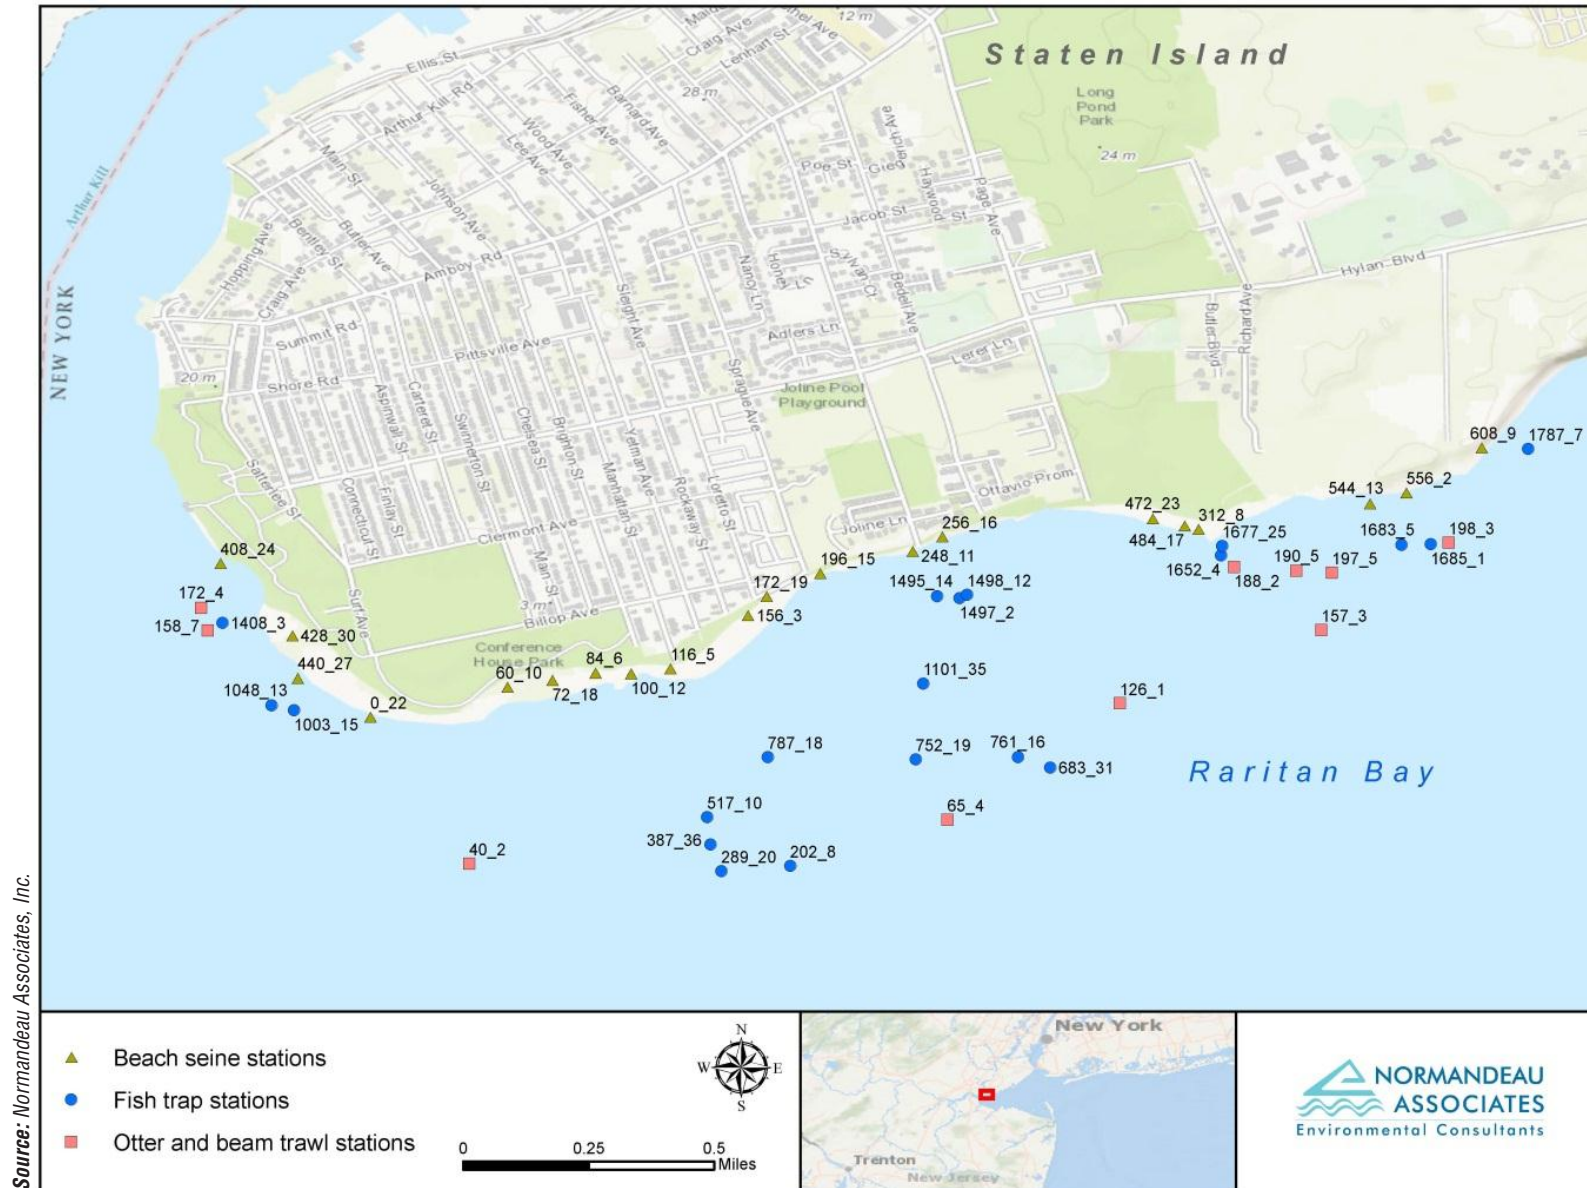 Staten Island
12 m
Maide
Craig Ave
Lenhart St
Ellis St
Arthur Kill Rd
28 m
Barnard Ave
Fisher Ave
Wood Ave
Lee Ave
Long
Pond
Park
24 m
Main St
Johnson Ave
Poe St
Haywood St
Page Ave
Jacob St
Arthur Kill
Hopping Ave
Bentley St
Butler Ave
Craig Ave
Amboy Rd
Sleight Ave
Nancy Ln
Sylvan Ct
Bedell Ave
Hylan Blvd
NEW YORK
Summit Rd
Pittsville Ave
Adlers Ln
Lerer Ln
Butler Blvd
Richard Ave
20 m
Shore Rd
Aspinwall St
Carteret St
Swinnerton St
Chelsea St
Brighton St
Yetman Ave
Manhattan St
Rockaway St
Loretto St
Sprague Ave
Joline Pool
Playground
Satterlee St
Connecticut St
Finlay St
Clermont Ave
Main St
Joline Ln
Ottavio Prom
Surf Ave
3 m
Billop Ave
Conference
House Park
608_9
1787_7
556_2
544_13
472_23
312_8
484_17
1677_25
1652_4
188_2
190_5
197_5
1683_5
198_3
1685_1
157_3
256_16
248_11
196_15
1495_14
1498_12
1497_2
172_19
156_3
408_24
172_4
158_7
1408_3
428_30
440_27
1048_13
1003_15
0_22
60_10
72_18
84_6
100_12
116_5
1101_35
126_1
787_18
752_19
761_16
683_31
Raritan Bay
517_10
387_36
289_20
202_8
65_4
40_2
Source: Normandeau Associates, Inc.
Beach seine stations
Fish trap stations
Otter and beam trawl stations
N
W
E
S
0
0.25
0.5
Miles
New York
Trenton
New Jersey
NORMANDEAU
ASSOCIATES
Environmental Consultants